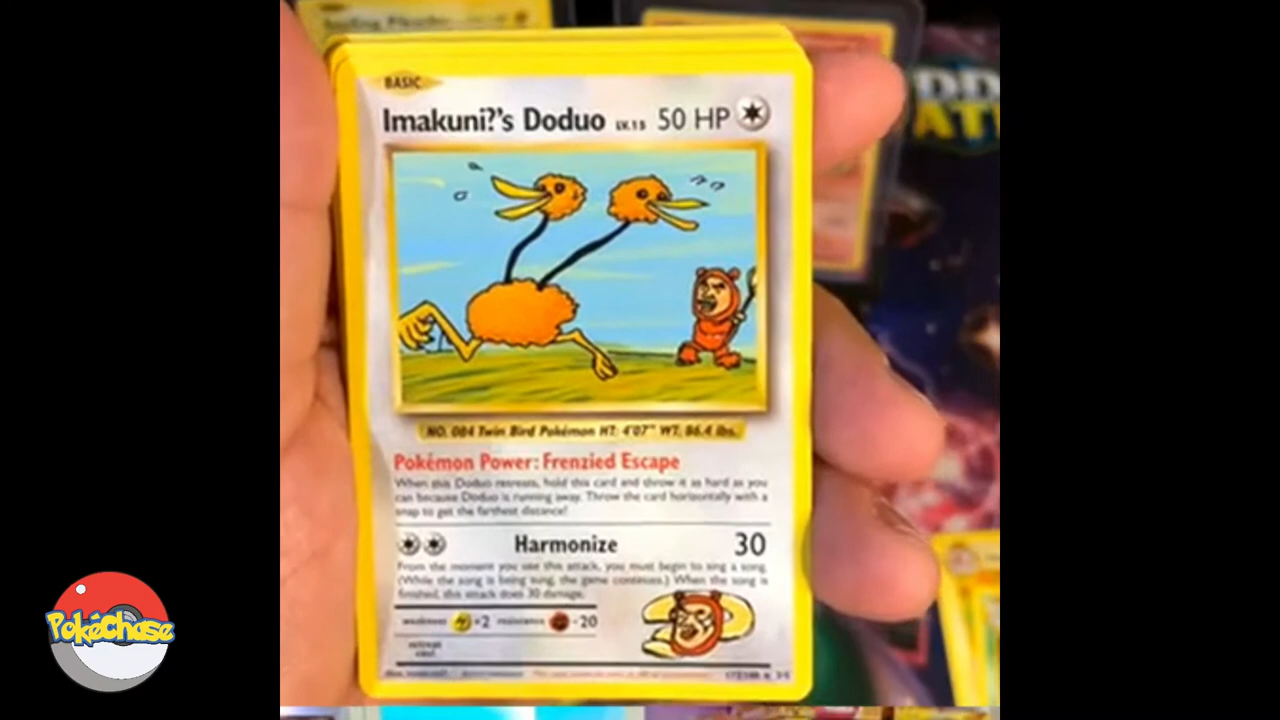 BASIC
Imakuni?'s Doduo LV.15 50 HP
NO. 084 Twin Bird Pokémon HT: 4'07" WT: 86.4 lbs.
Pokémon Power: Frenzied Escape
When this Doduo retreats, hold this card and throw it as hard as you
can because Doduo is running away. Throw the card horizontally with a
snap to get the farthest distance!
Harmonize 30
From the moment you use this attack, you must begin to sing a song.
(While the song is being sung, the game continues.) When the song is
finished, this attack does 30 damage.
weakness ×2 resistance -20
retreat
cost
PokéChase